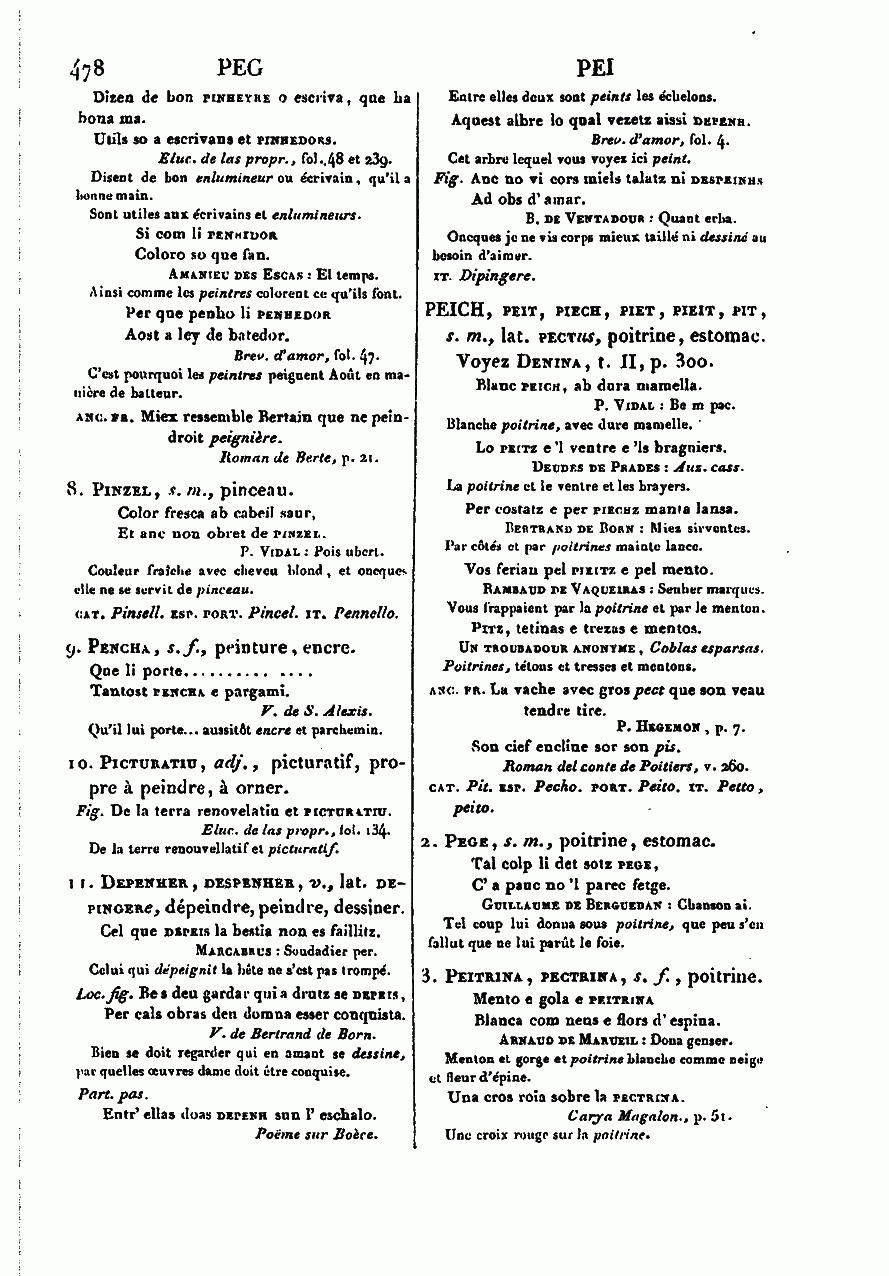 478 PEG PEI
Dizen de bon PINHEYRE o escriva, que ha
bona ma.
Utils so a escrivans et PINHEDORS.
Eluc. de las propr., fol. 48 et 239.
Disent de bon enlumineur ou écrivain, qu'il a
bonne main.
Sont utiles aux écrivains et enlumineurs.
Si com li PENHIDOR
Coloro so que fan.
AMANIEU DES ESCAS : El temps.
Ainsi comme les peintres colorent ce qu'ils font.
Per que penho li PENHEDOR
Aost a ley de batedor.
Brev. d'amor, fol. 47.
C'est pourquoi les peintres peignent Août en ma-
nière de batteur.
ANC. FR. Miex ressemble Bertain que ne pein-
droit peignière.
Roman de Berte, p. 21.
8. PINZEL, s. m., pinceau.
Color fresca ab cabeil saur,
Et anc non obret de PINZEL.
P. VIDAL : Pois ubert.
Couleur fraîche avec cheveu blond, et oncques
elle ne se servit de pinceau.
CAT. Pinsell. ESP. PORT. Pincel. IT. Pennello.
9. PENCHA, s. f., peinture, encre.
Que li porte.......... ....
Tantost PENCHA e pargami.
V. de S. Alexis.
Qu'il lui porte... aussitôt encre et parchemin.
10. PICTURATIU, adj., picturatif, pro-
pre à peindre, à orner.
Fig. De la terra renovelatiu et PICTURATIU.
Eluc. de las propr., fol. 134.
De la terre renouvellatif et picturatif.
11. DEPENHER, DESPENHER, v., lat. DE-
PINGERe, dépeindre, peindre, dessiner.
Cel que DEPEIS la bestia non es faillitz.
MARCABRUS : Soudadier per.
Celui qui dépeignit la bête ne s'est pas trompé.
Loc. fig. Bes deu gardar qui a drutz se DEPEIS,
Per cals obras deu domna esser conquista.
V. de Bertrand de Born.
Bien se doit regarder qui en amant se dessine,
par quelles œuvres dame doit être conquise.
Part. pas.
Entr' ellas doas DEPENH sun l' eschalo.
Poëme sur Boèce.
Entre elles deux sont peints les échelons.
Aquest albre lo qual vezetz aissi DEPENH.
Brev. d'amor, fol. 4.
Cet arbre lequel vous voyez ici peint.
Fig. Anc no vi cors miels talatz ni DESPEINHS
Ad obs d' amar.
B. DE VENTADOUR : Quant erba.
Oncques je ne vis corps mieux taillé ni dessiné au
besoin d'aimer.
IT. Dipingere.
PEICH, PEIT, PIECH, PIET, PIEIT, PIT,
s. m., lat. PECTus, poitrine, estomac.
Voyez DENINA, t. II, p. 300.
Blanc PEICH, ab dura mamella.
P. VIDAL : Be m pac.
Blanche poitrine, avec dure mamelle.
Lo PEITZ e 'l ventre e 'ls bragniers.
DEUDES DE PRADES : Aus. cass.
La poitrine et le ventre et les brayers.
Per costatz e per PIECHZ manta lansa.
BERTRAND DE BORN : Miez sirventes.
Par côtés et par poitrines mainte lance.
Vos feriau pel PIEITZ e pel mento.
RAMBAUD DE VAQUEIRAS : Senher marques.
Vous frappaient par la poitrine et par le menton.
PITZ, tetinas e trezas e mentos.
UN TROUBADOUR ANONYME, Coblas esparsas.
Poitrines, tétons et tresses et mentons.
ANC. FR. La vache avec gros pect que son veau
tendre tire.
P. HEGEMON, p. 7.
Son cief encline sor son pis.
Roman del conte de Poitiers, v. 260.
CAT. Pit. ESP. Pecho. PORT. Peito. IT. Petto,
peito.
2. PEGE, s. m., poitrine, estomac.
Tal colp li det sotz PEGE,
C' a pauc no 'l parec fetge.
GUILLAUME DE BERGUEDAN : Chanson ai.
Tel coup lui donna sous poitrine, que peu s'en
fallut que ne lui parût le foie.
3. PEITRINA, PECTRINA, s. f., poitrine.
Mento e gola e PEITRINA
Blanca com neus e flors d' espina.
ARNAUD DE MARUEIL : Dona genser.
Menton et gorge et poitrine blanche comme neige
et fleur d'épine.
Una cros roia sobre la PECTRINA.
Carya Magalon., p. 51.
Une croix rouge sur la poitrine.